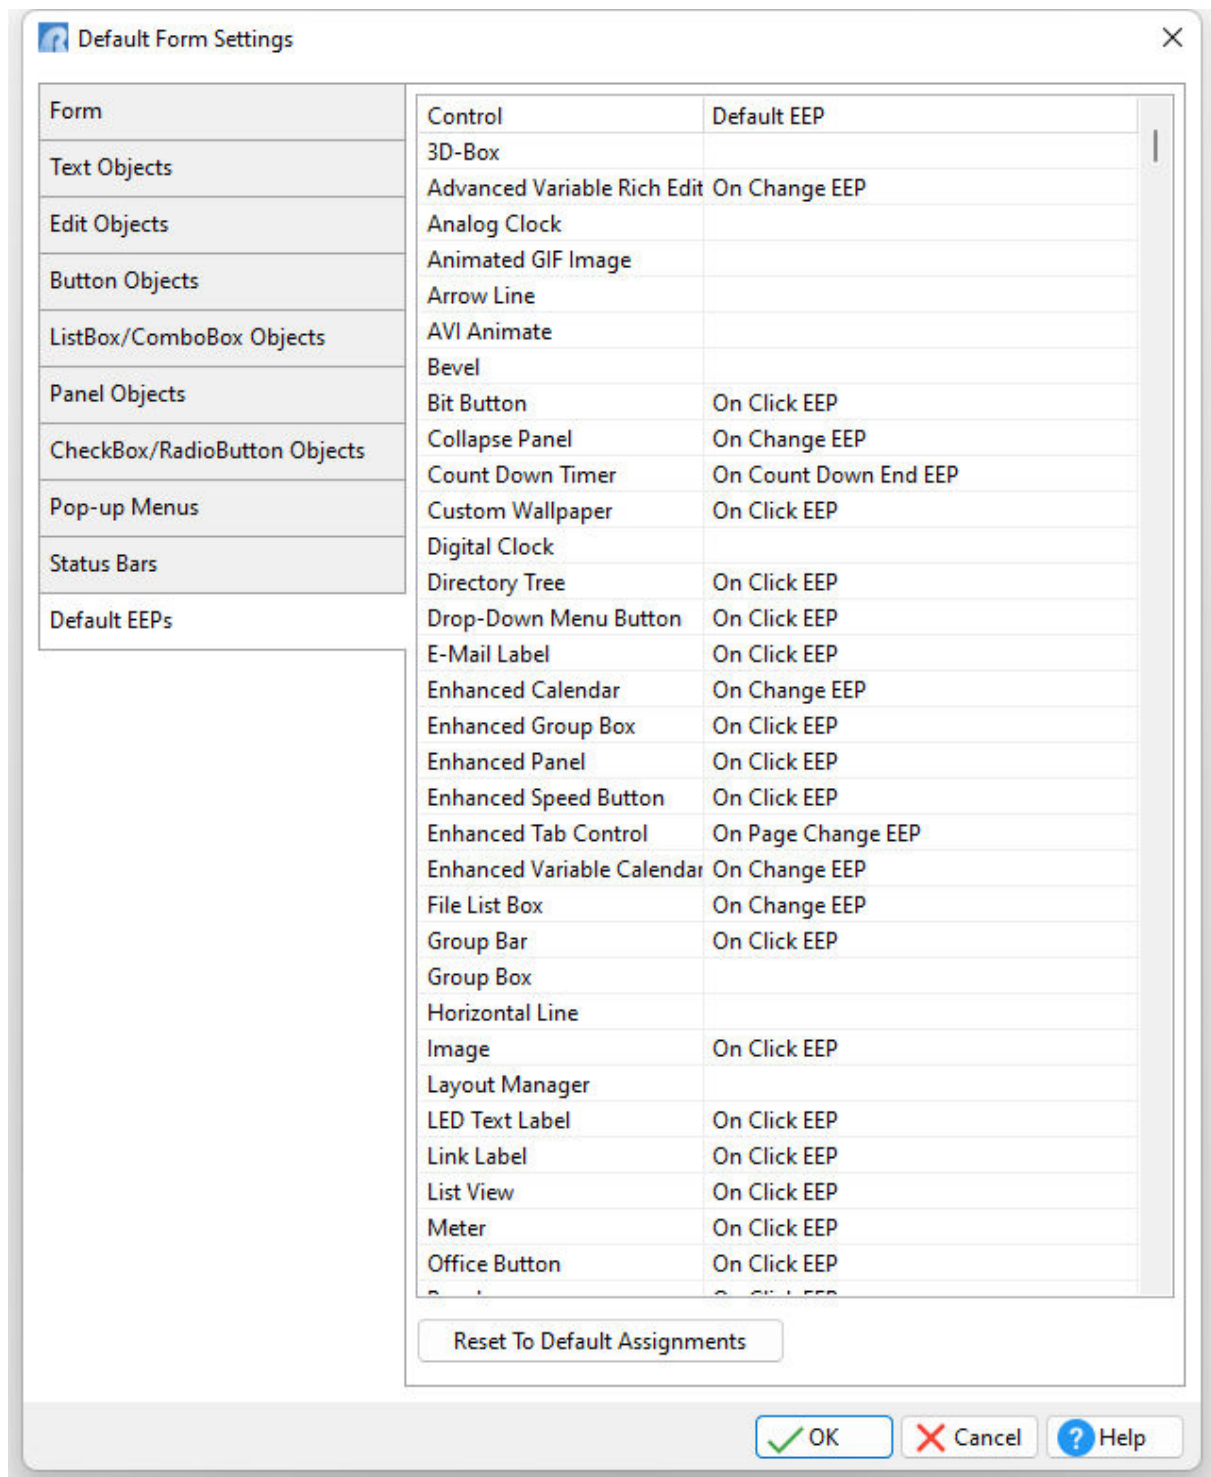 Default Form Settings
Form
Text Objects
Edit Objects
Button Objects
ListBox/ComboBox Objects
Panel Objects
CheckBox/RadioButton Objects
Pop-up Menus
Status Bars
Default EEPs
Control Default EEP
3D-Box
Advanced Variable Rich Edit On Change EEP
Analog Clock
Animated GIF Image
Arrow Line
AVI Animate
Bevel
Bit Button On Click EEP
Collapse Panel On Change EEP
Count Down Timer On Count Down End EEP
Custom Wallpaper On Click EEP
Digital Clock
Directory Tree On Click EEP
Drop-Down Menu Button On Click EEP
E-Mail Label On Click EEP
Enhanced Calendar On Change EEP
Enhanced Group Box On Click EEP
Enhanced Panel On Click EEP
Enhanced Speed Button On Click EEP
Enhanced Tab Control On Page Change EEP
Enhanced Variable Calendar On Change EEP
File List Box On Change EEP
Group Bar On Click EEP
Group Box
Horizontal Line
Image On Click EEP
Layout Manager
LED Text Label On Click EEP
Link Label On Click EEP
List View On Click EEP
Meter On Click EEP
Office Button On Click EEP
Reset To Default Assignments
OK Cancel Help